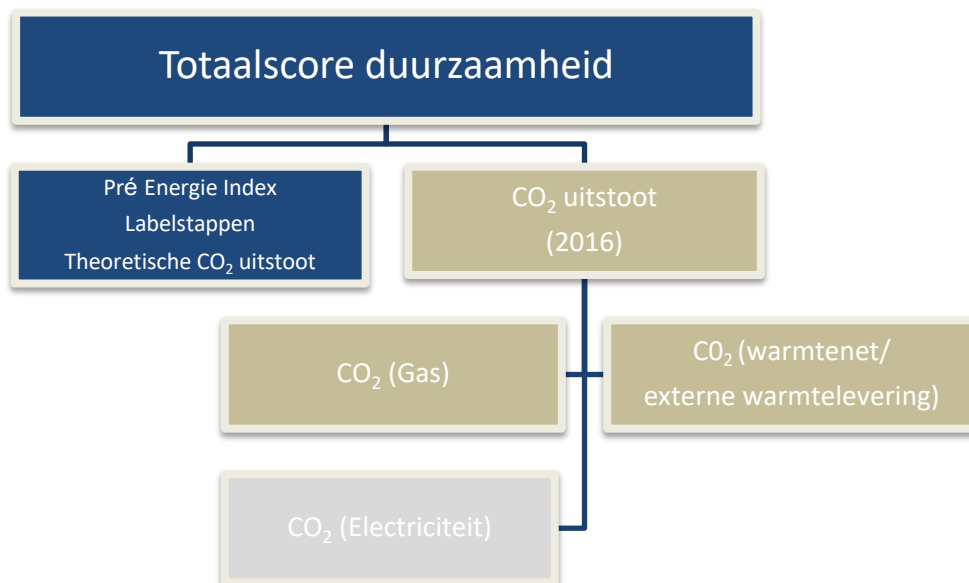 Totaalscore duurzaamheid
Pré Energie Index
Labelstappen
Theoretische CO₂ uitstoot
CO₂ uitstoot
(2016)
CO₂ (Gas)
C0₂ (warmtenet/
externe warmtelevering)
CO₂ (Electriciteit)